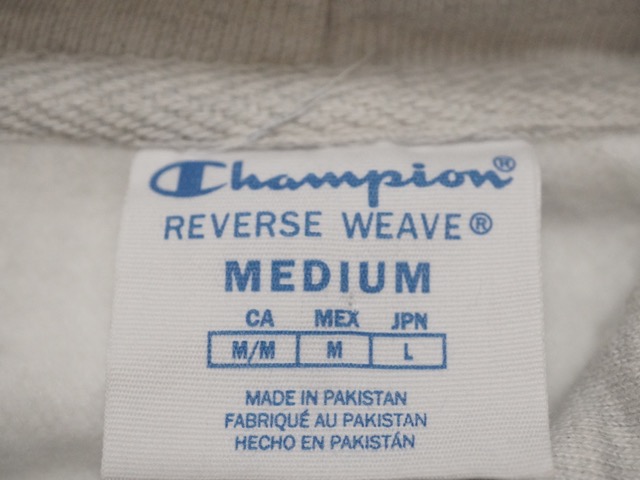 Champion®
REVERSE WEAVE®
MEDIUM
CA MEX JPN
M/M M L
MADE IN PAKISTAN
FABRIQUÉ AU PAKISTAN
HECHO EN PAKISTÁN